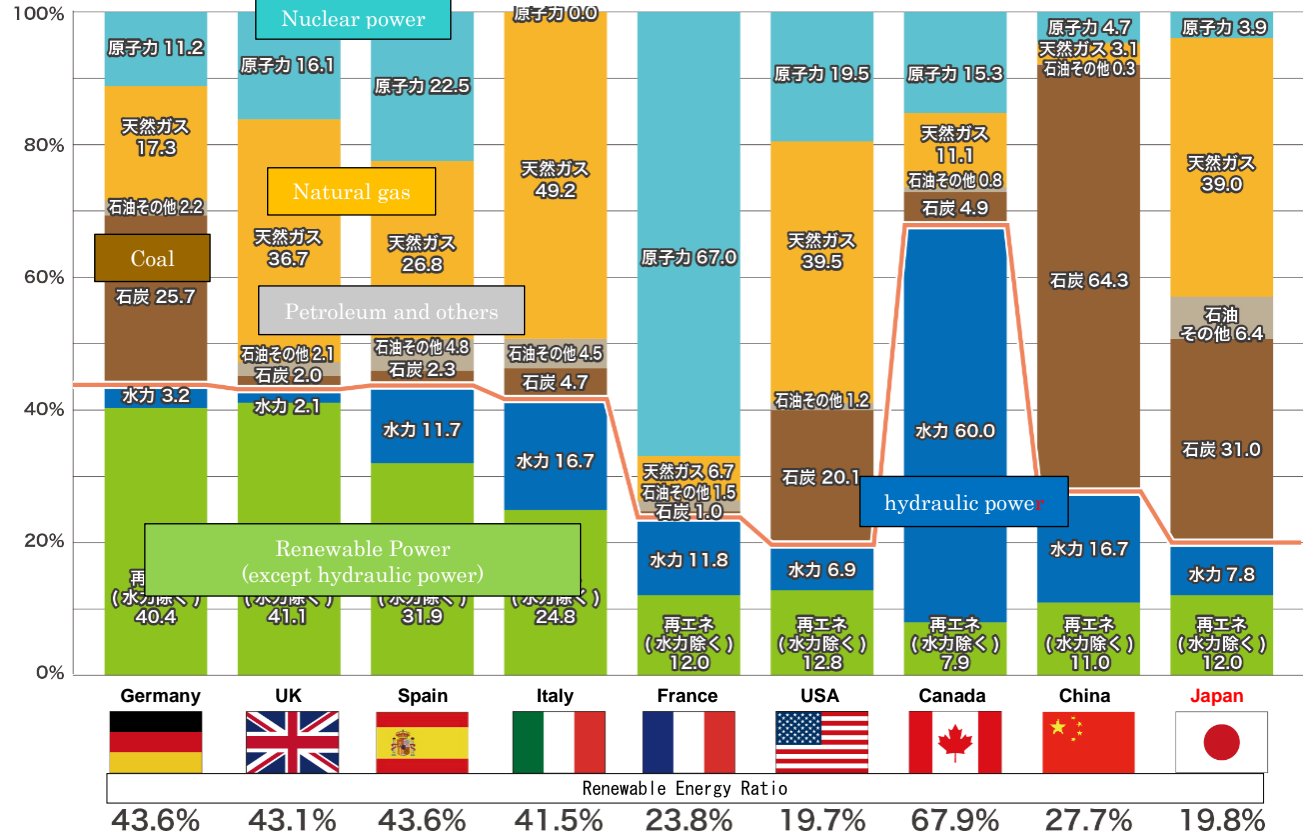 100%
80%
60%
40%
20%
0%
Nuclear power
Natural gas
Coal
Petroleum and others
hydraulic power
Renewable Power
(except hydraulic power)
原子力 11.2
天然ガス
17.3
石油その他 2.2
石炭 25.7
水力 3.2
(水力除く)
40.4
原子力 16.1
天然ガス
36.7
石油その他 2.1
石炭 2.0
水力 2.1
(水力除く)
41.1
原子力 22.5
天然ガス
26.8
石油その他 4.8
石炭 2.3
水力 11.7
(水力除く)
31.9
原子力 0.0
天然ガス
49.2
石油その他 4.5
石炭 4.7
水力 16.7
(水力除く)
24.8
原子力 67.0
天然ガス 6.7
石油その他 1.5
石炭 1.0
水力 11.8
再エネ
(水力除く)
12.0
原子力 19.5
天然ガス
39.5
石油その他 1.2
石炭 20.1
水力 6.9
再エネ
(水力除く)
12.8
原子力 15.3
天然ガス
11.1
石油その他 0.8
石炭 4.9
水力 60.0
再エネ
(水力除く)
7.9
原子力 4.7
天然ガス 3.1
石油その他 0.3
石炭 64.3
水力 16.7
再エネ
(水力除く)
11.0
原子力 3.9
天然ガス
39.0
石油
その他 6.4
石炭 31.0
水力 7.8
再エネ
(水力除く)
12.0
Germany UK Spain Italy France USA Canada China Japan
Renewable Energy Ratio
43.6% 43.1% 43.6% 41.5% 23.8% 19.7% 67.9% 27.7% 19.8%